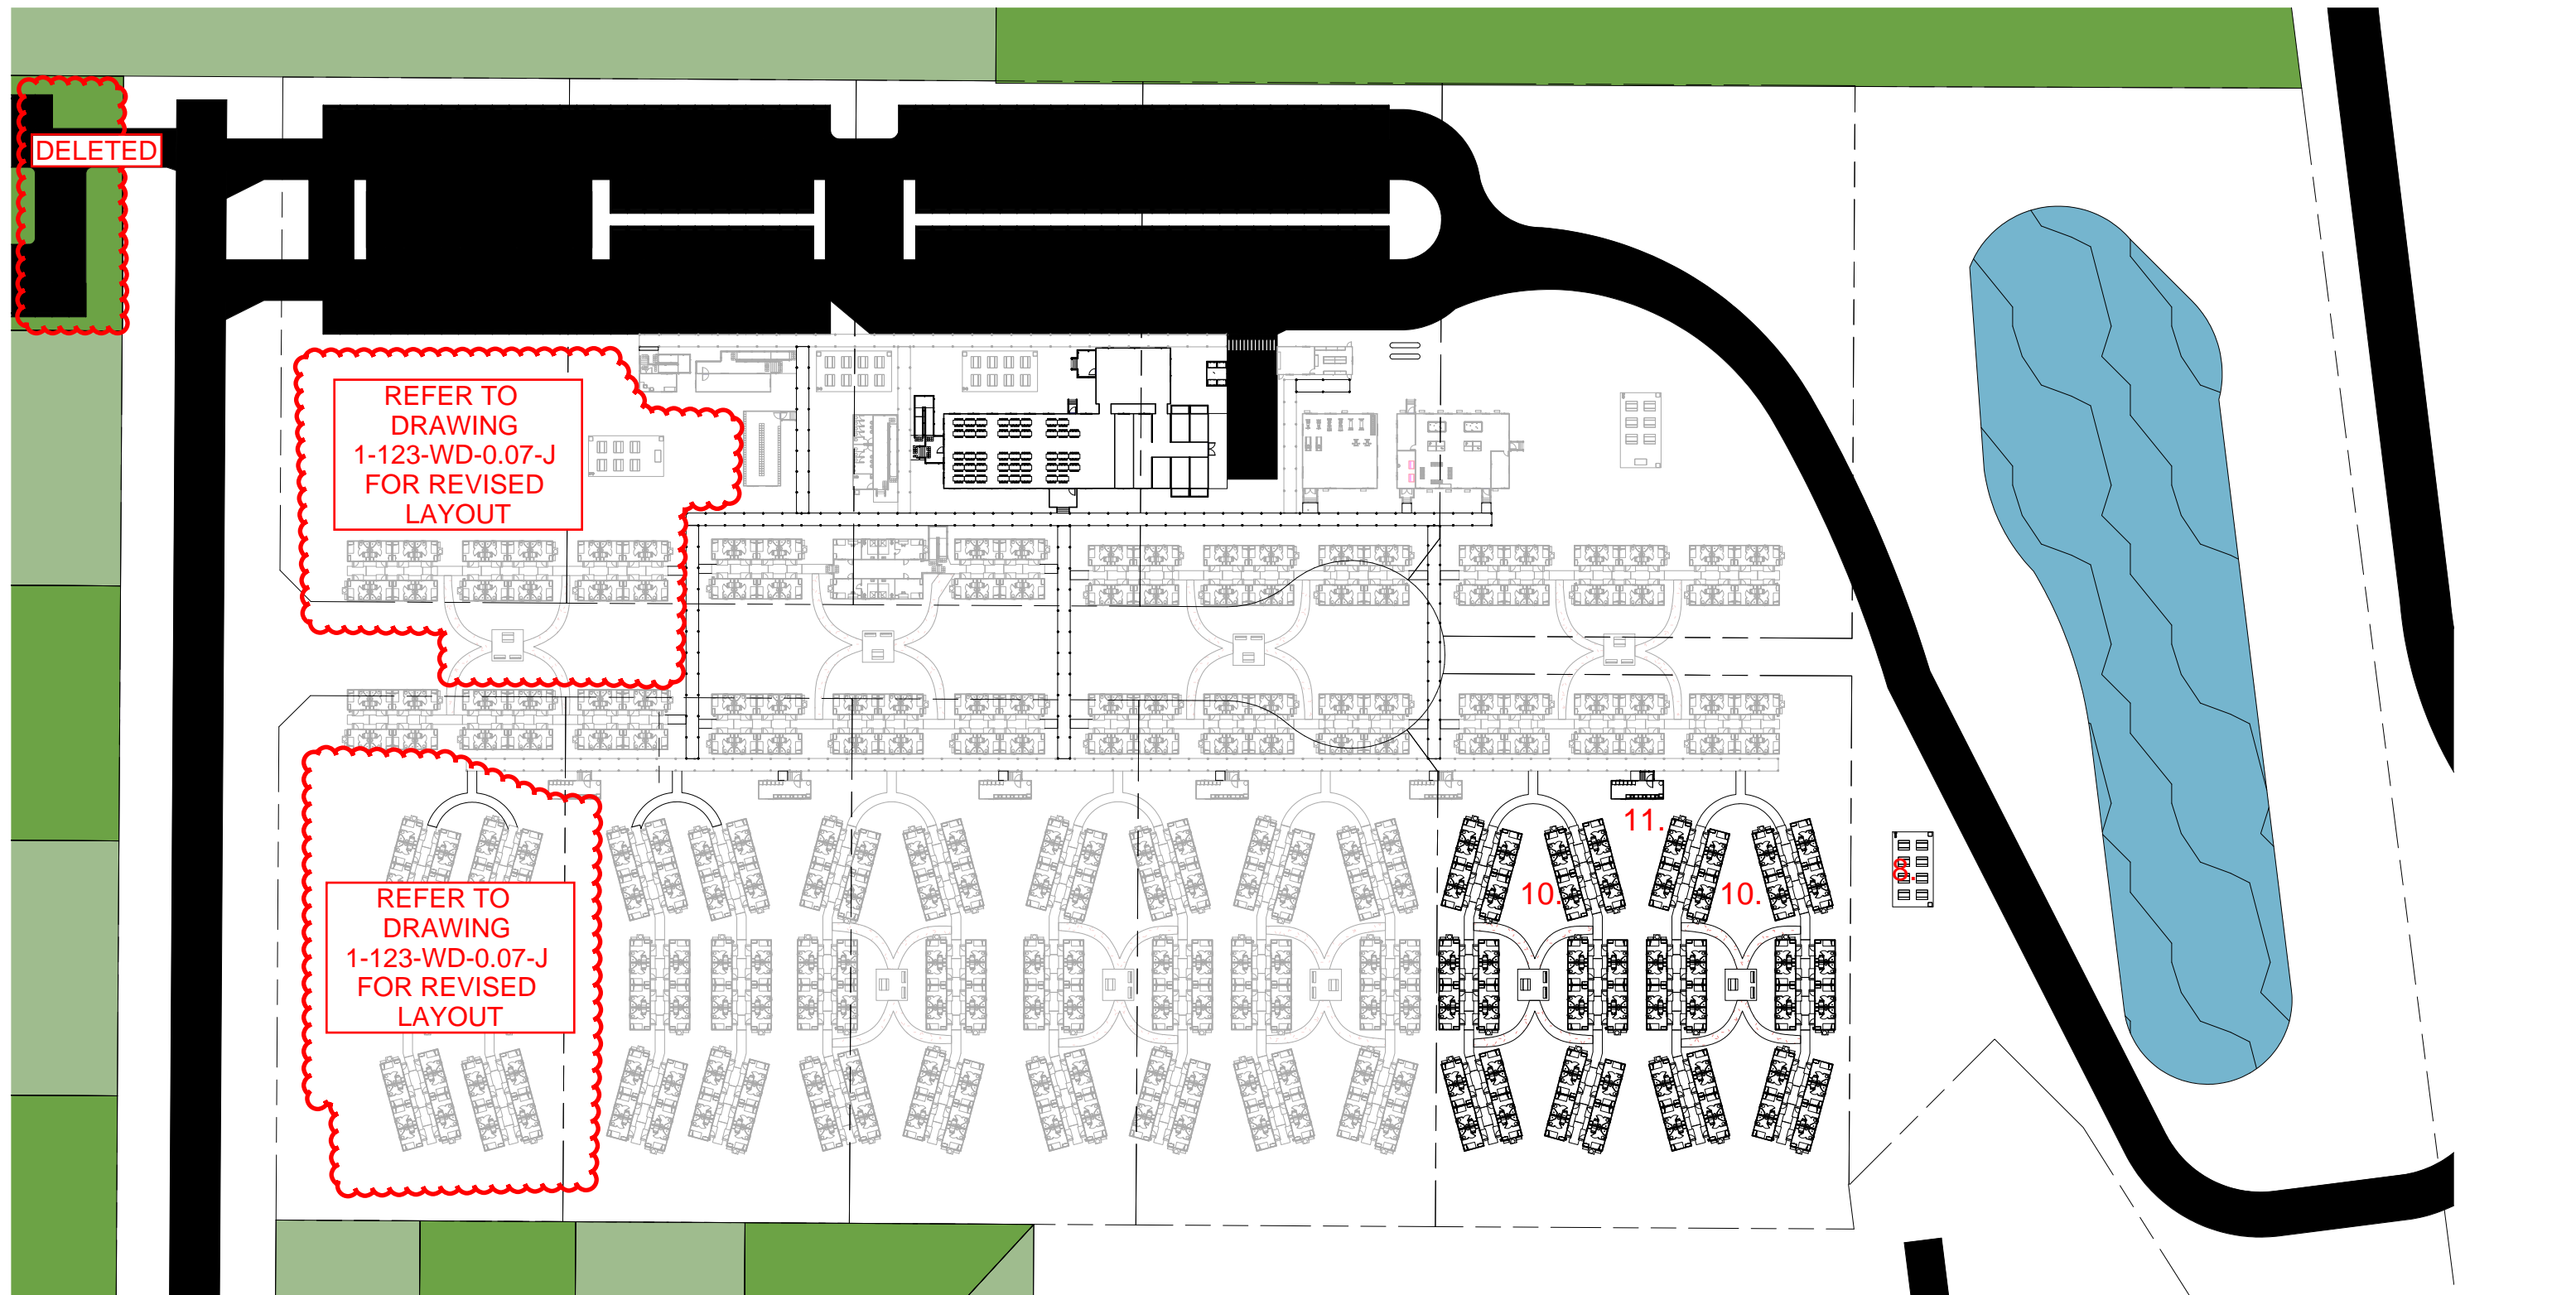 DELETED
REFER TO
DRAWING
1-123-WD-0.07-J
FOR REVISED
LAYOUT
11.
8.
10.
10.
REFER TO
DRAWING
1-123-WD-0.07-J
FOR REVISED
LAYOUT